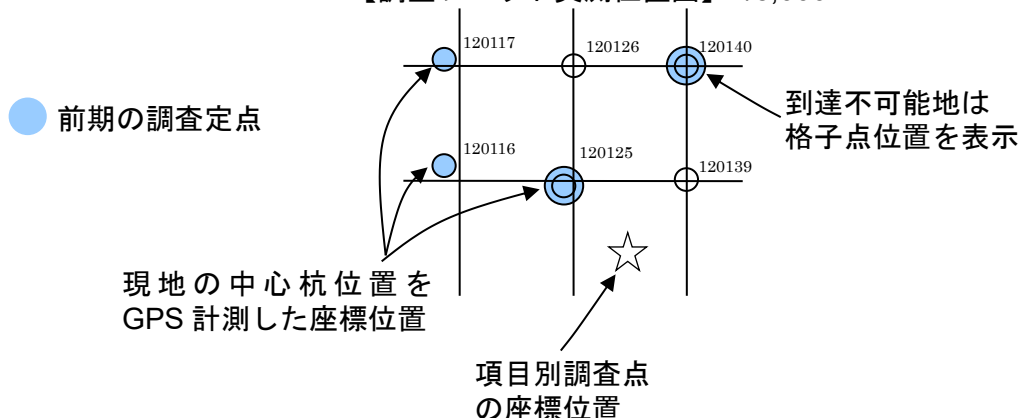 120117
120126
120140
前期の調査定点
到達不可能地は
格子点位置を表示
120116
120125
120139
現地の中心杭位置を
GPS 計測した座標位置
項目別調査点
の座標位置